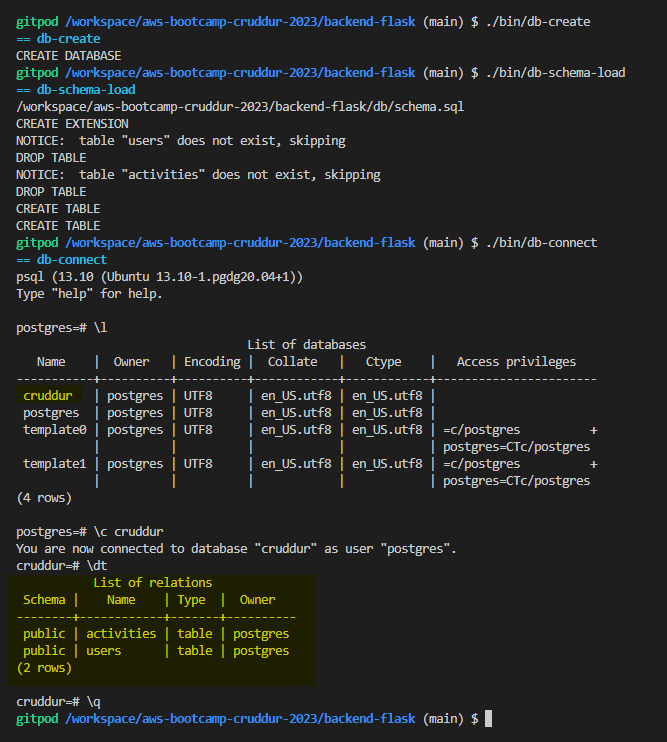 gitpod /workspace/aws-bootcamp-cruddur-2023/backend-flask (main) $ ./bin/db-create
== db-create
CREATE DATABASE
gitpod /workspace/aws-bootcamp-cruddur-2023/backend-flask (main) $ ./bin/db-schema-load
== db-schema-load
/workspace/aws-bootcamp-cruddur-2023/backend-flask/db/schema.sql
CREATE EXTENSION
NOTICE:  table "users" does not exist, skipping
DROP TABLE
NOTICE:  table "activities" does not exist, skipping
DROP TABLE
CREATE TABLE
CREATE TABLE
gitpod /workspace/aws-bootcamp-cruddur-2023/backend-flask (main) $ ./bin/db-connect
== db-connect
psql (13.10 (Ubuntu 13.10-1.pgdg20.04+1))
Type "help" for help.

postgres=# \l
                                 List of databases
   Name    |  Owner   | Encoding |  Collate   |   Ctype    |   Access privileges
-----------+----------+----------+------------+------------+-----------------------
 cruddur   | postgres | UTF8     | en_US.utf8 | en_US.utf8 |
 postgres  | postgres | UTF8     | en_US.utf8 | en_US.utf8 |
 template0 | postgres | UTF8     | en_US.utf8 | en_US.utf8 | =c/postgres          +
           |          |          |            |            | postgres=CTc/postgres
 template1 | postgres | UTF8     | en_US.utf8 | en_US.utf8 | =c/postgres          +
           |          |          |            |            | postgres=CTc/postgres
(4 rows)

postgres=# \c cruddur
You are now connected to database "cruddur" as user "postgres".
cruddur=# \dt
           List of relations
 Schema |    Name    | Type  |  Owner
--------+------------+-------+----------
 public | activities | table | postgres
 public | users      | table | postgres
(2 rows)

cruddur=# \q
gitpod /workspace/aws-bootcamp-cruddur-2023/backend-flask (main) $